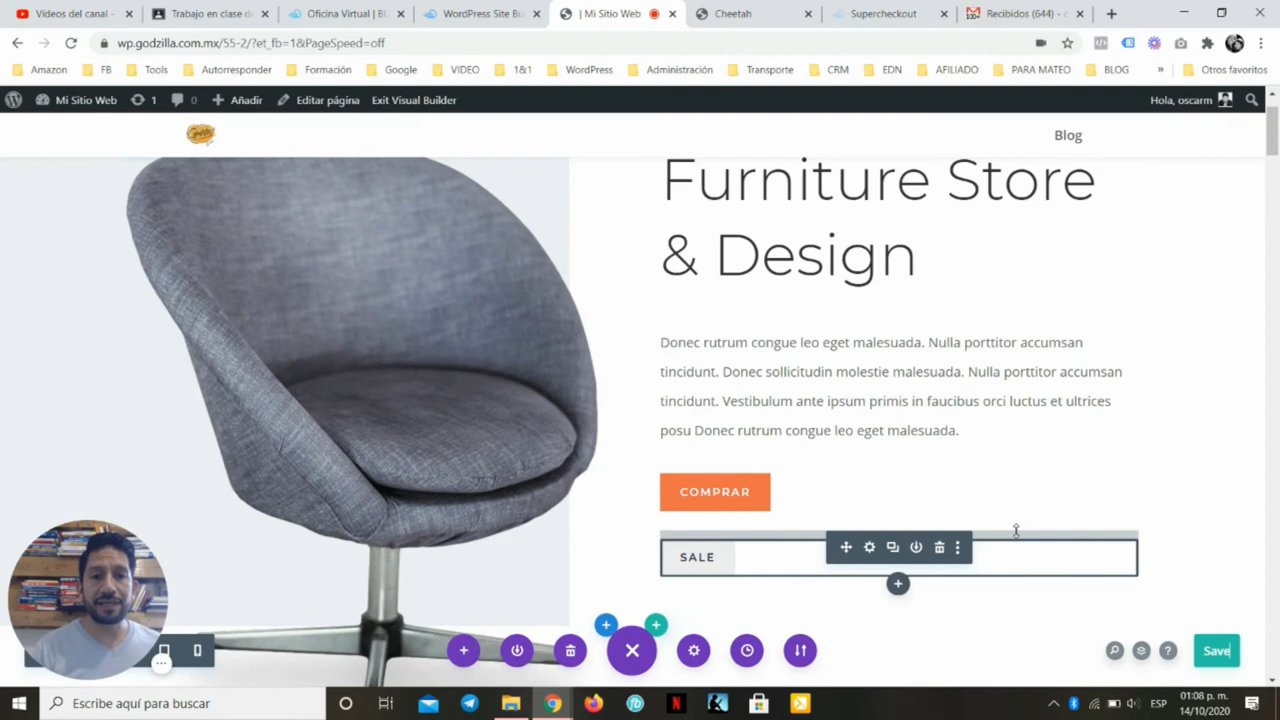 Vídeos del canal -
Trabajo en clase d
Oficina Virtual | B
WordPress Site Bu
| Mi Sitio Web
Cheetah
Supercheckout
Recibidos (644) - c
wp.godzilla.com.mx/55-2/?et_fb=1&PageSpeed=off
Amazon FB Tools Autorresponder Formación Google VIDEO 1&1 WordPress Administración Transporte CRM EDN AFILIADO PARA MATEO BLOG » Otros favoritos
Mi Sitio Web 1 0 Añadir Editar página Exit Visual Builder Hola, oscarm
Blog
Furniture Store
& Design
Donec rutrum congue leo eget malesuada. Nulla porttitor accumsan
tincidunt. Donec sollicitudin molestie malesuada. Nulla porttitor accumsan
tincidunt. Vestibulum ante ipsum primis in faucibus orci luctus et ultrices
posu Donec rutrum congue leo eget malesuada.
COMPRAR
SALE
Save
Escribe aquí para buscar
ESP
01:08 p. m.
14/10/2020